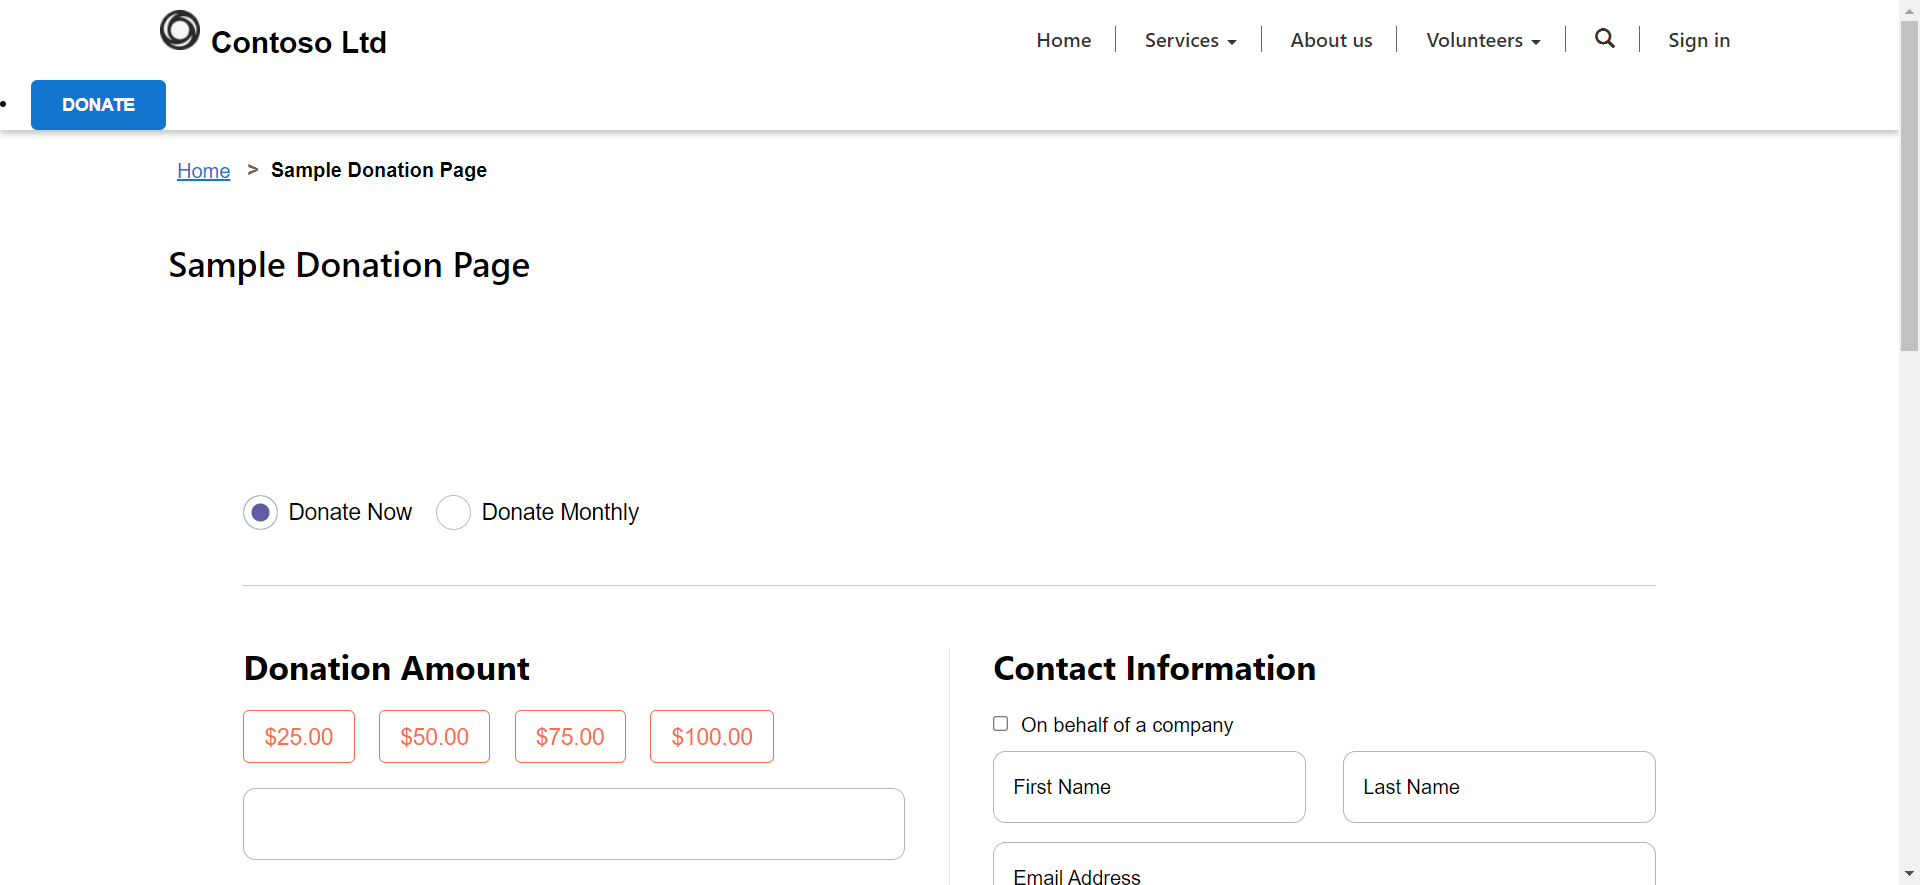 Contoso Ltd
Home
Services
About us
Volunteers
Sign in
DONATE
Home > Sample Donation Page
Sample Donation Page
Donate Now
Donate Monthly
Donation Amount
$25.00
$50.00
$75.00
$100.00
Contact Information
On behalf of a company
First Name
Last Name
Email Address